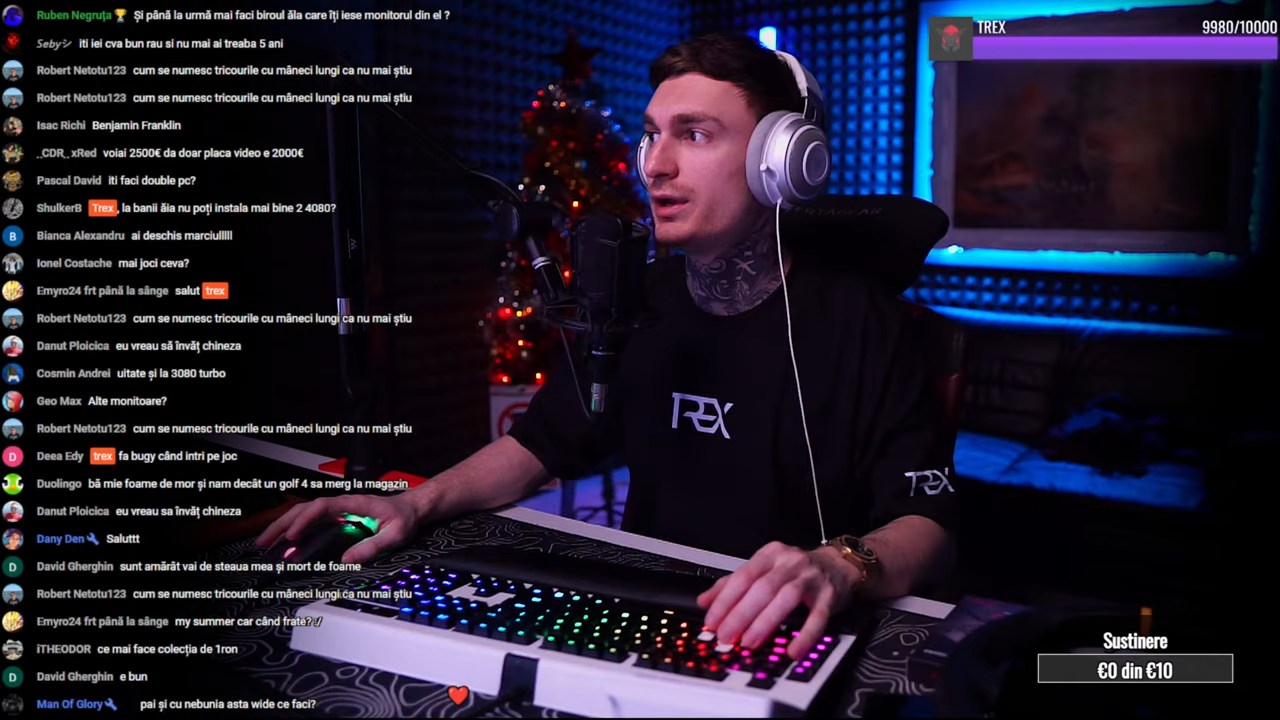 Ruben Negruța 🏆 Și până la urmă mai faci biroul ăla care îți iese monitorul din el ?
Sebyシ iti iei cva bun rau si nu mai ai treaba 5 ani
Robert Netotu123 cum se numesc tricourile cu mâneci lungi ca nu mai știu
Robert Netotu123 cum se numesc tricourile cu mâneci lungi ca nu mai știu
Isac Richi Benjamin Franklin
_CDR_ xRed voiai 2500€ da doar placa video e 2000€
Pascal David iti faci double pc?
ShulkerB Trex, la banii ăia nu poți instala mai bine 2 4080?
Bianca Alexandru ai deschis marciulllll
Ionel Costache mai joci ceva?
Emyro24 frt până la sânge salut trex
Robert Netotu123 cum se numesc tricourile cu mâneci lungi ca nu mai știu
Danut Ploicica eu vreau să învăț chineza
Cosmin Andrei uitate și la 3080 turbo
Geo Max Alte monitoare?
Robert Netotu123 cum se numesc tricourile cu mâneci lungi ca nu mai știu
Deea Edy trex fa bugy când intri pe joc
Duolingo bă mie foame de mor și nam decât un golf 4 sa merg la magazin
Danut Ploicica eu vreau sa învăț chineza
Dany Den🔧 Saluttt
David Gherghin sunt amărât vai de steaua mea și mort de foame
Robert Netotu123 cum se numesc tricourile cu mâneci lungi ca nu mai știu
Emyro24 frt până la sânge my summer car când frate? :/
iTHEODOR ce mai face colecția de 1ron
David Gherghin e bun
Man Of Glory🔧 pai și cu nebunia asta wide ce faci?
TREX 9980/10000
TREX
TREX
Sustinere
€0 din €10